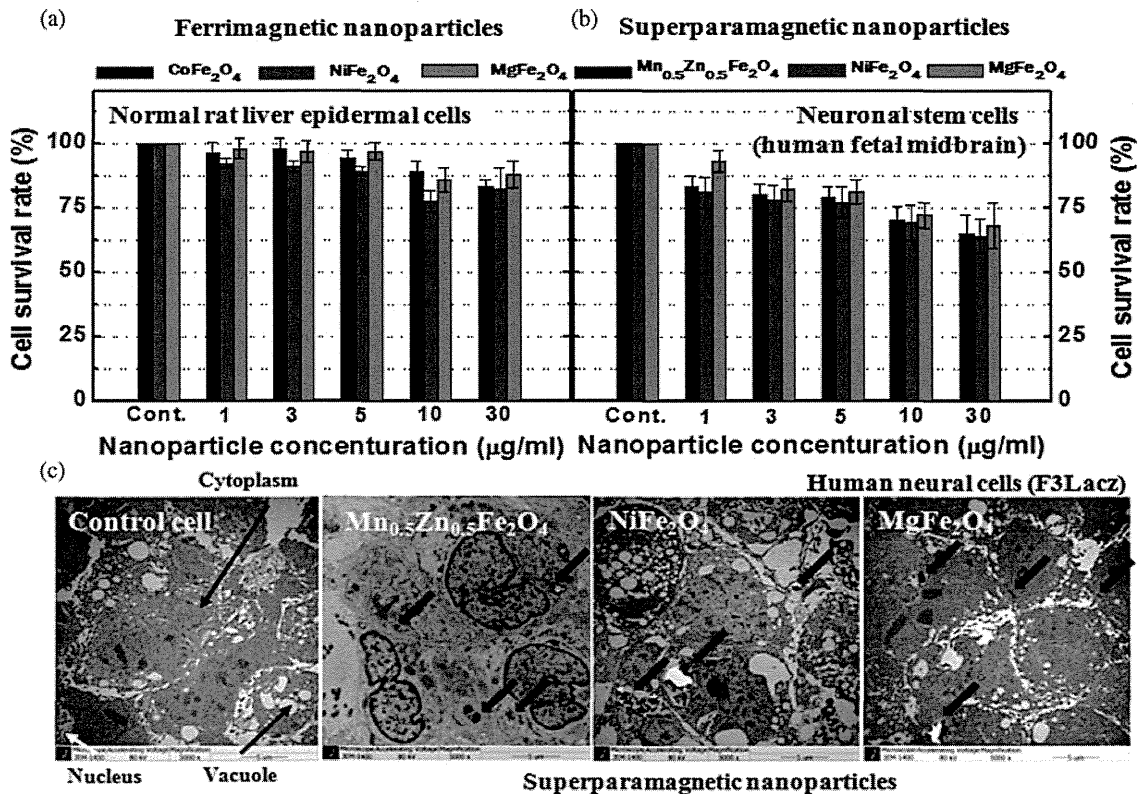 (a)
Ferrimagnetic nanoparticles
(b)
Superparamagnetic nanoparticles
CoFe₂O₄ NiFe₂O₄ MgFe₂O₄
Mn₀.₅Zn₀.₅Fe₂O₄ NiFe₂O₄ MgFe₂O₄
Normal rat liver epidermal cells
Neuronal stem cells
(human fetal midbrain)
Cell survival rate (%)
100
75
50
25
0
100
75
50
25
0
Cell survival rate (%)
Cont. 1 3 5 10 30
Cont. 1 3 5 10 30
Nanoparticle concenturation (μg/ml)
Nanoparticle concenturation (μg/ml)
(c)
Cytoplasm
Human neural cells (F3Lacz)
Control cell
Mn₀.₅Zn₀.₅Fe₂O₄
NiFe₂O₄
MgFe₂O₄
Nucleus
Vacuole
Superparamagnetic nanoparticles